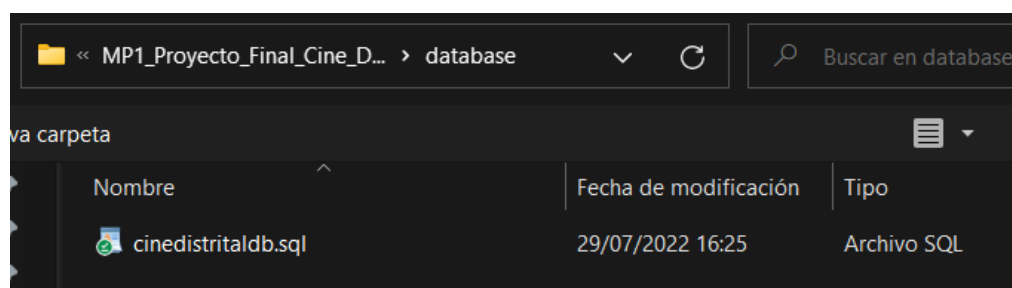 « MP1_Proyecto_Final_Cine_D... > database Buscar en database
va carpeta
Nombre Fecha de modificación Tipo
cinedistritaldb.sql 29/07/2022 16:25 Archivo SQL